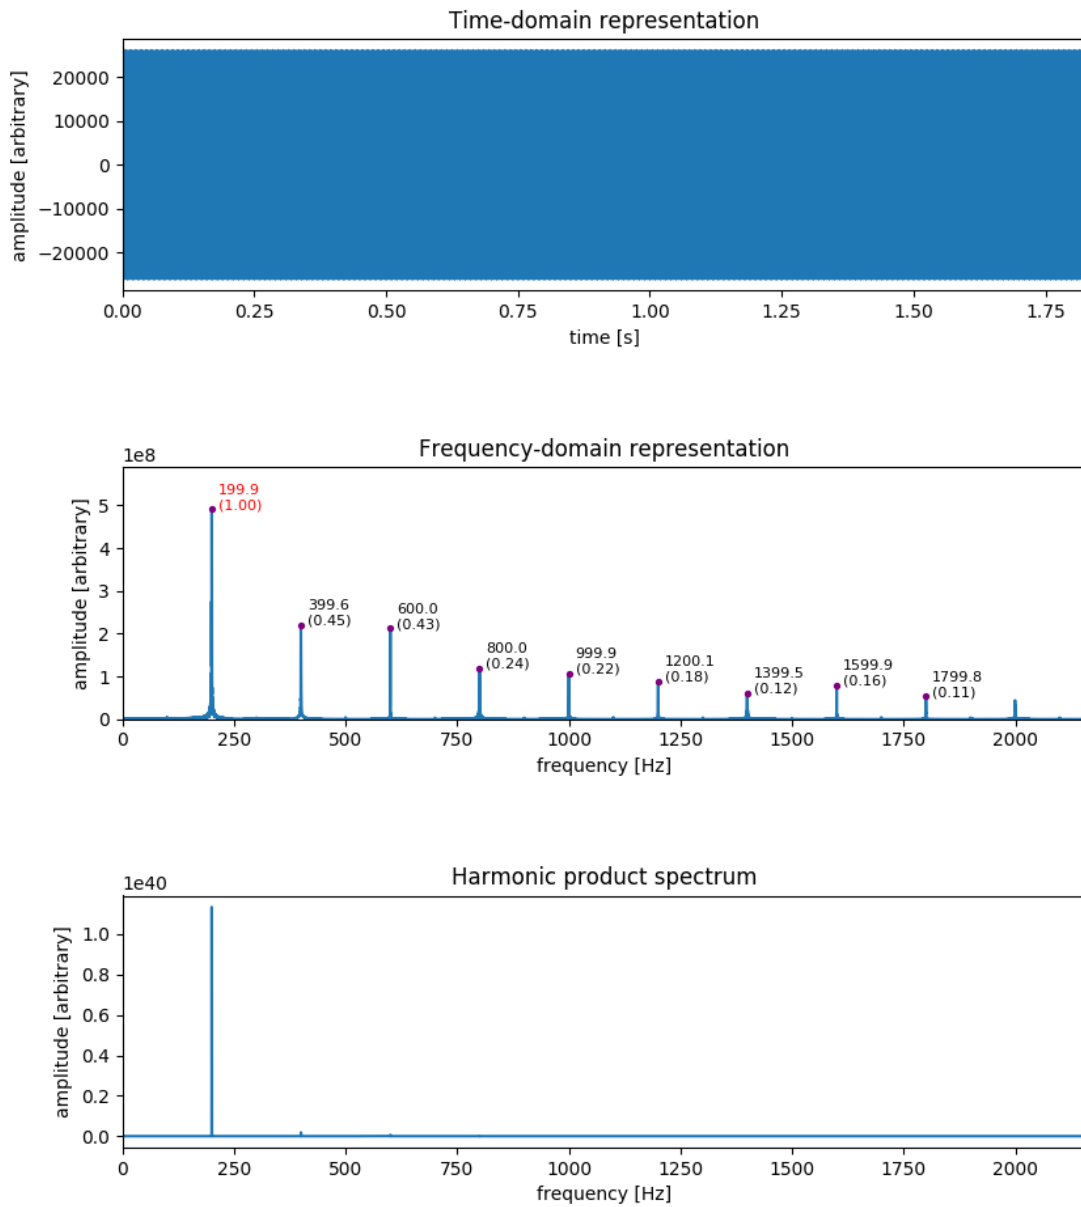 Time-domain representation
amplitude [arbitrary]
20000
10000
0
−10000
−20000
0.00 0.25 0.50 0.75 1.00 1.25 1.50 1.75
time [s]
Frequency-domain representation
1e8
amplitude [arbitrary]
5
4
3
2
1
0
199.9
(1.00)
399.6
(0.45)
600.0
(0.43)
800.0
(0.24)
999.9
(0.22)
1200.1
(0.18)
1399.5
(0.12)
1599.9
(0.16)
1799.8
(0.11)
0 250 500 750 1000 1250 1500 1750 2000
frequency [Hz]
Harmonic product spectrum
1e40
amplitude [arbitrary]
1.0
0.8
0.6
0.4
0.2
0.0
0 250 500 750 1000 1250 1500 1750 2000
frequency [Hz]